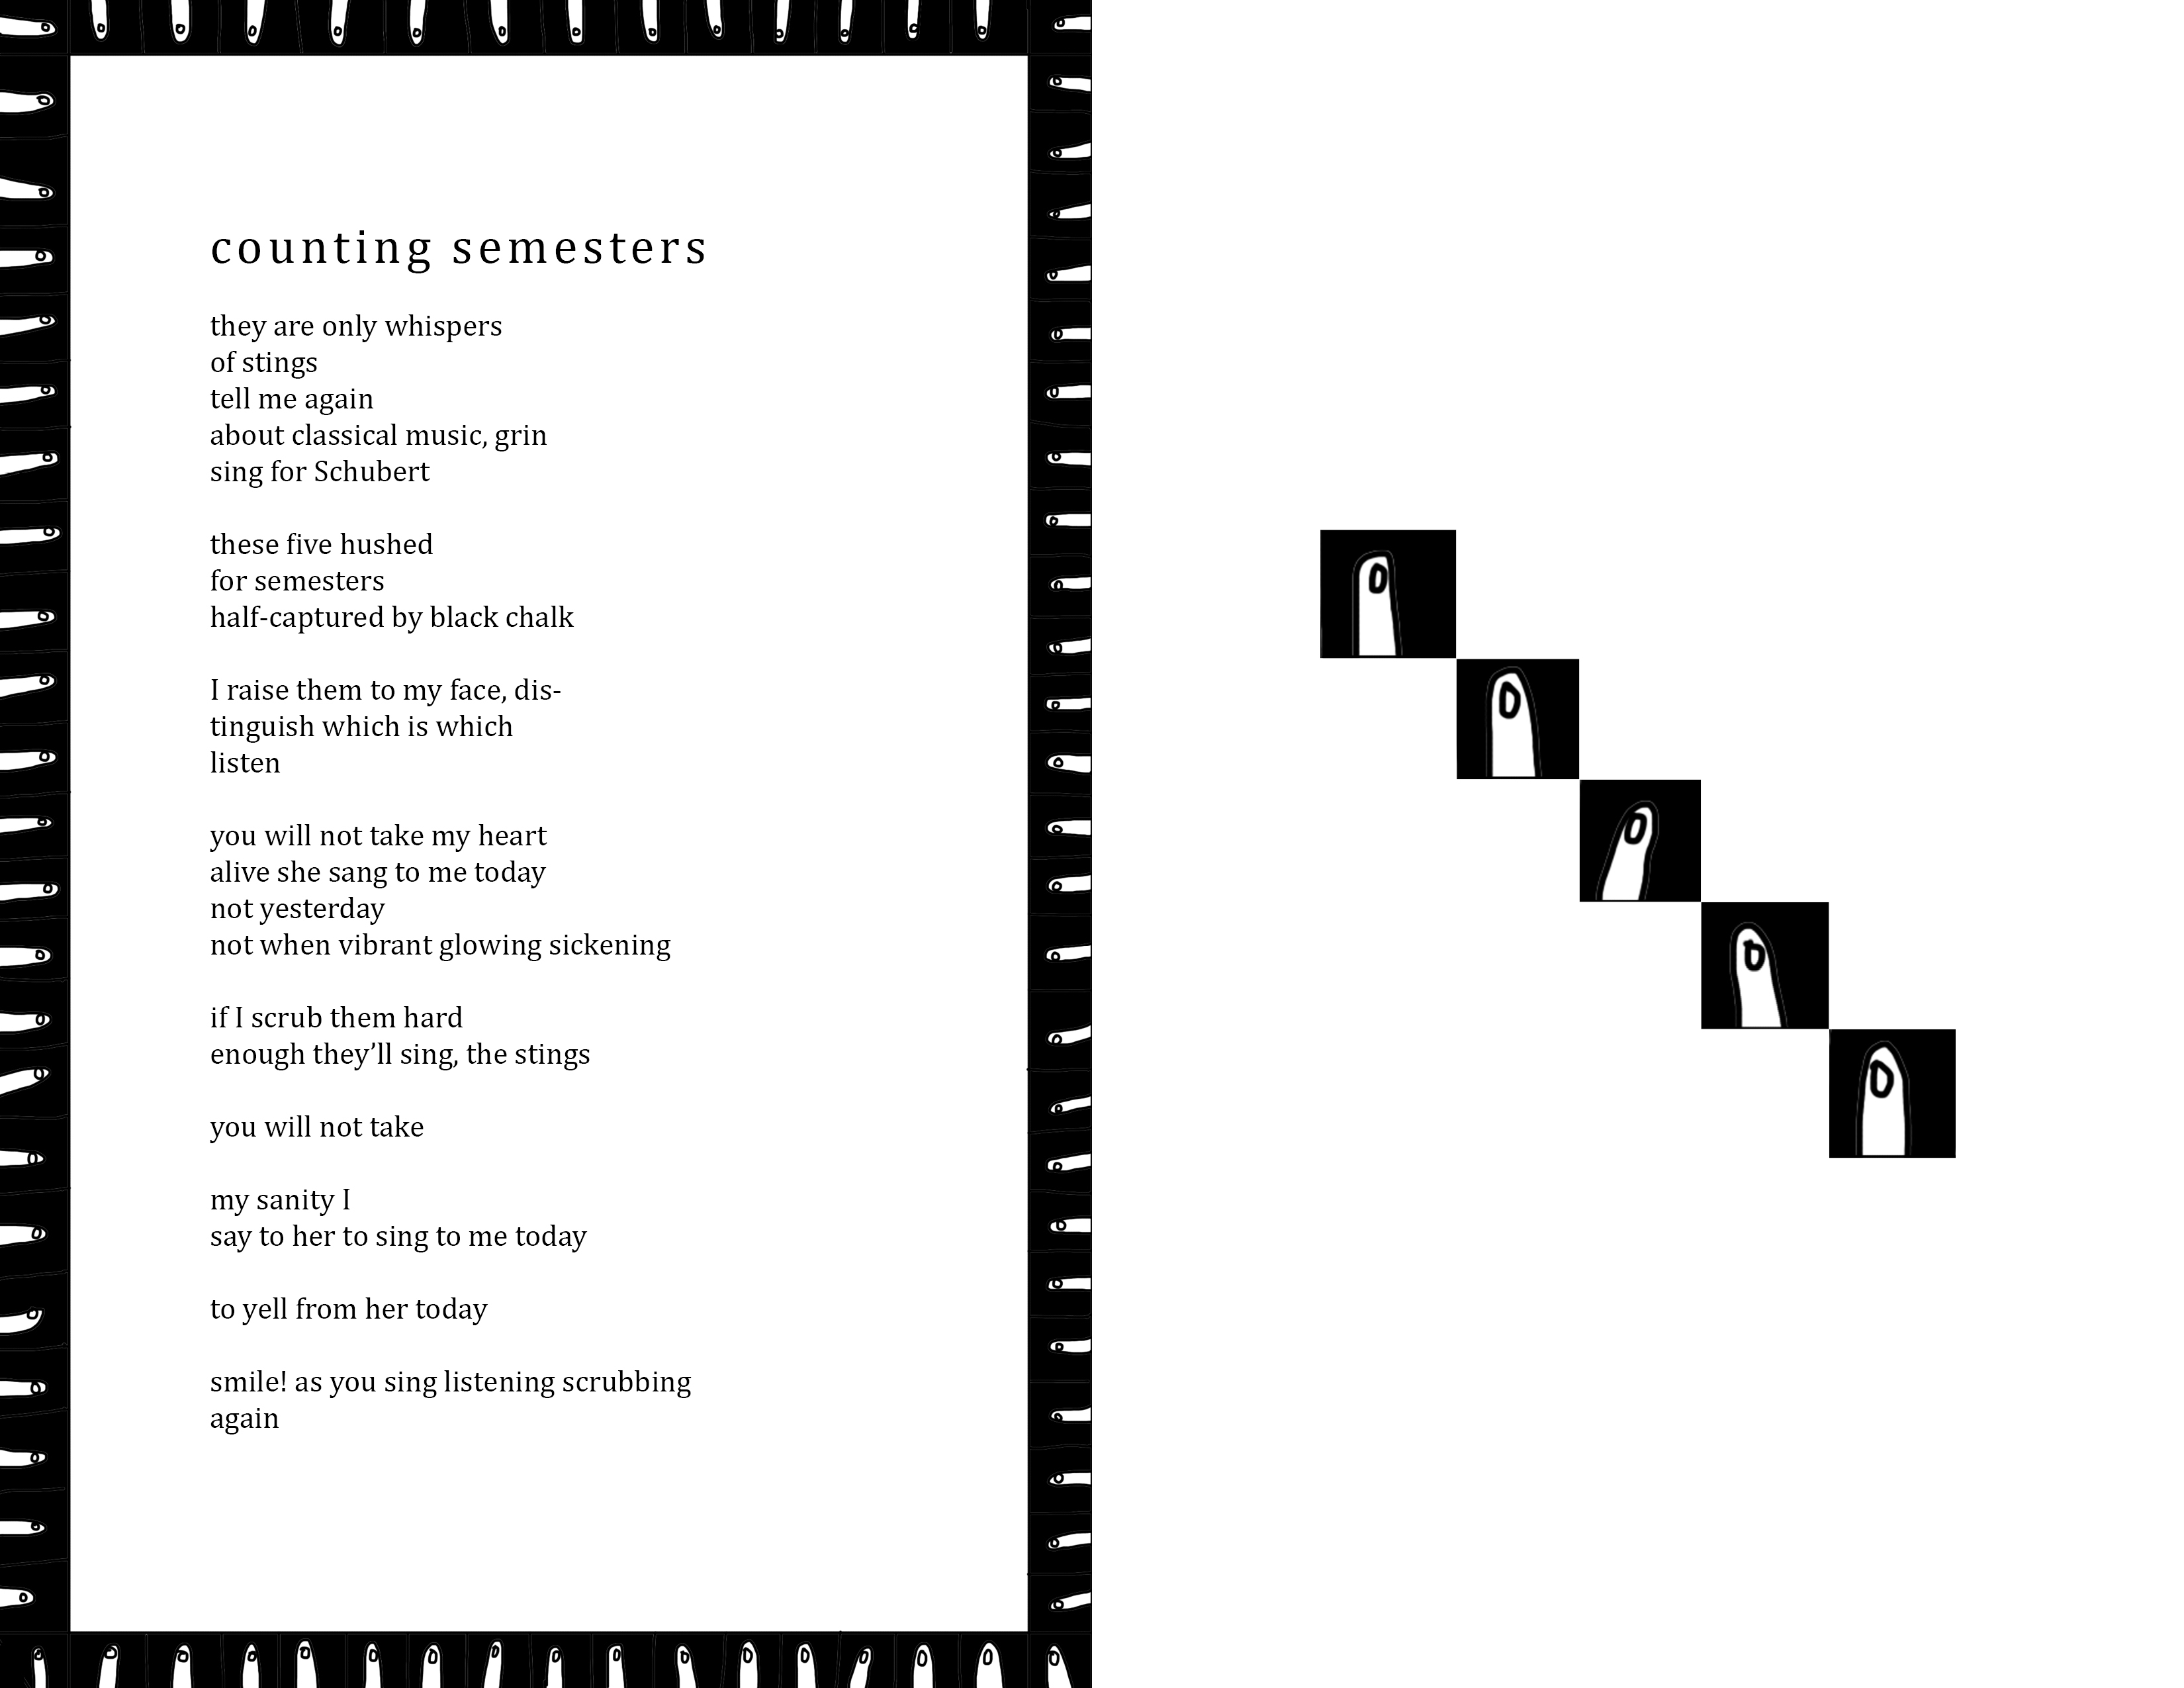 counting semesters
they are only whispers
of stings
tell me again
about classical music, grin
sing for Schubert
these five hushed
for semesters
half-captured by black chalk
I raise them to my face, dis-
tinguish which is which
listen
you will not take my heart
alive she sang to me today
not yesterday
not when vibrant glowing sickening
if I scrub them hard
enough they’ll sing, the stings
you will not take
my sanity I
say to her to sing to me today
to yell from her today
smile! as you sing listening scrubbing
again